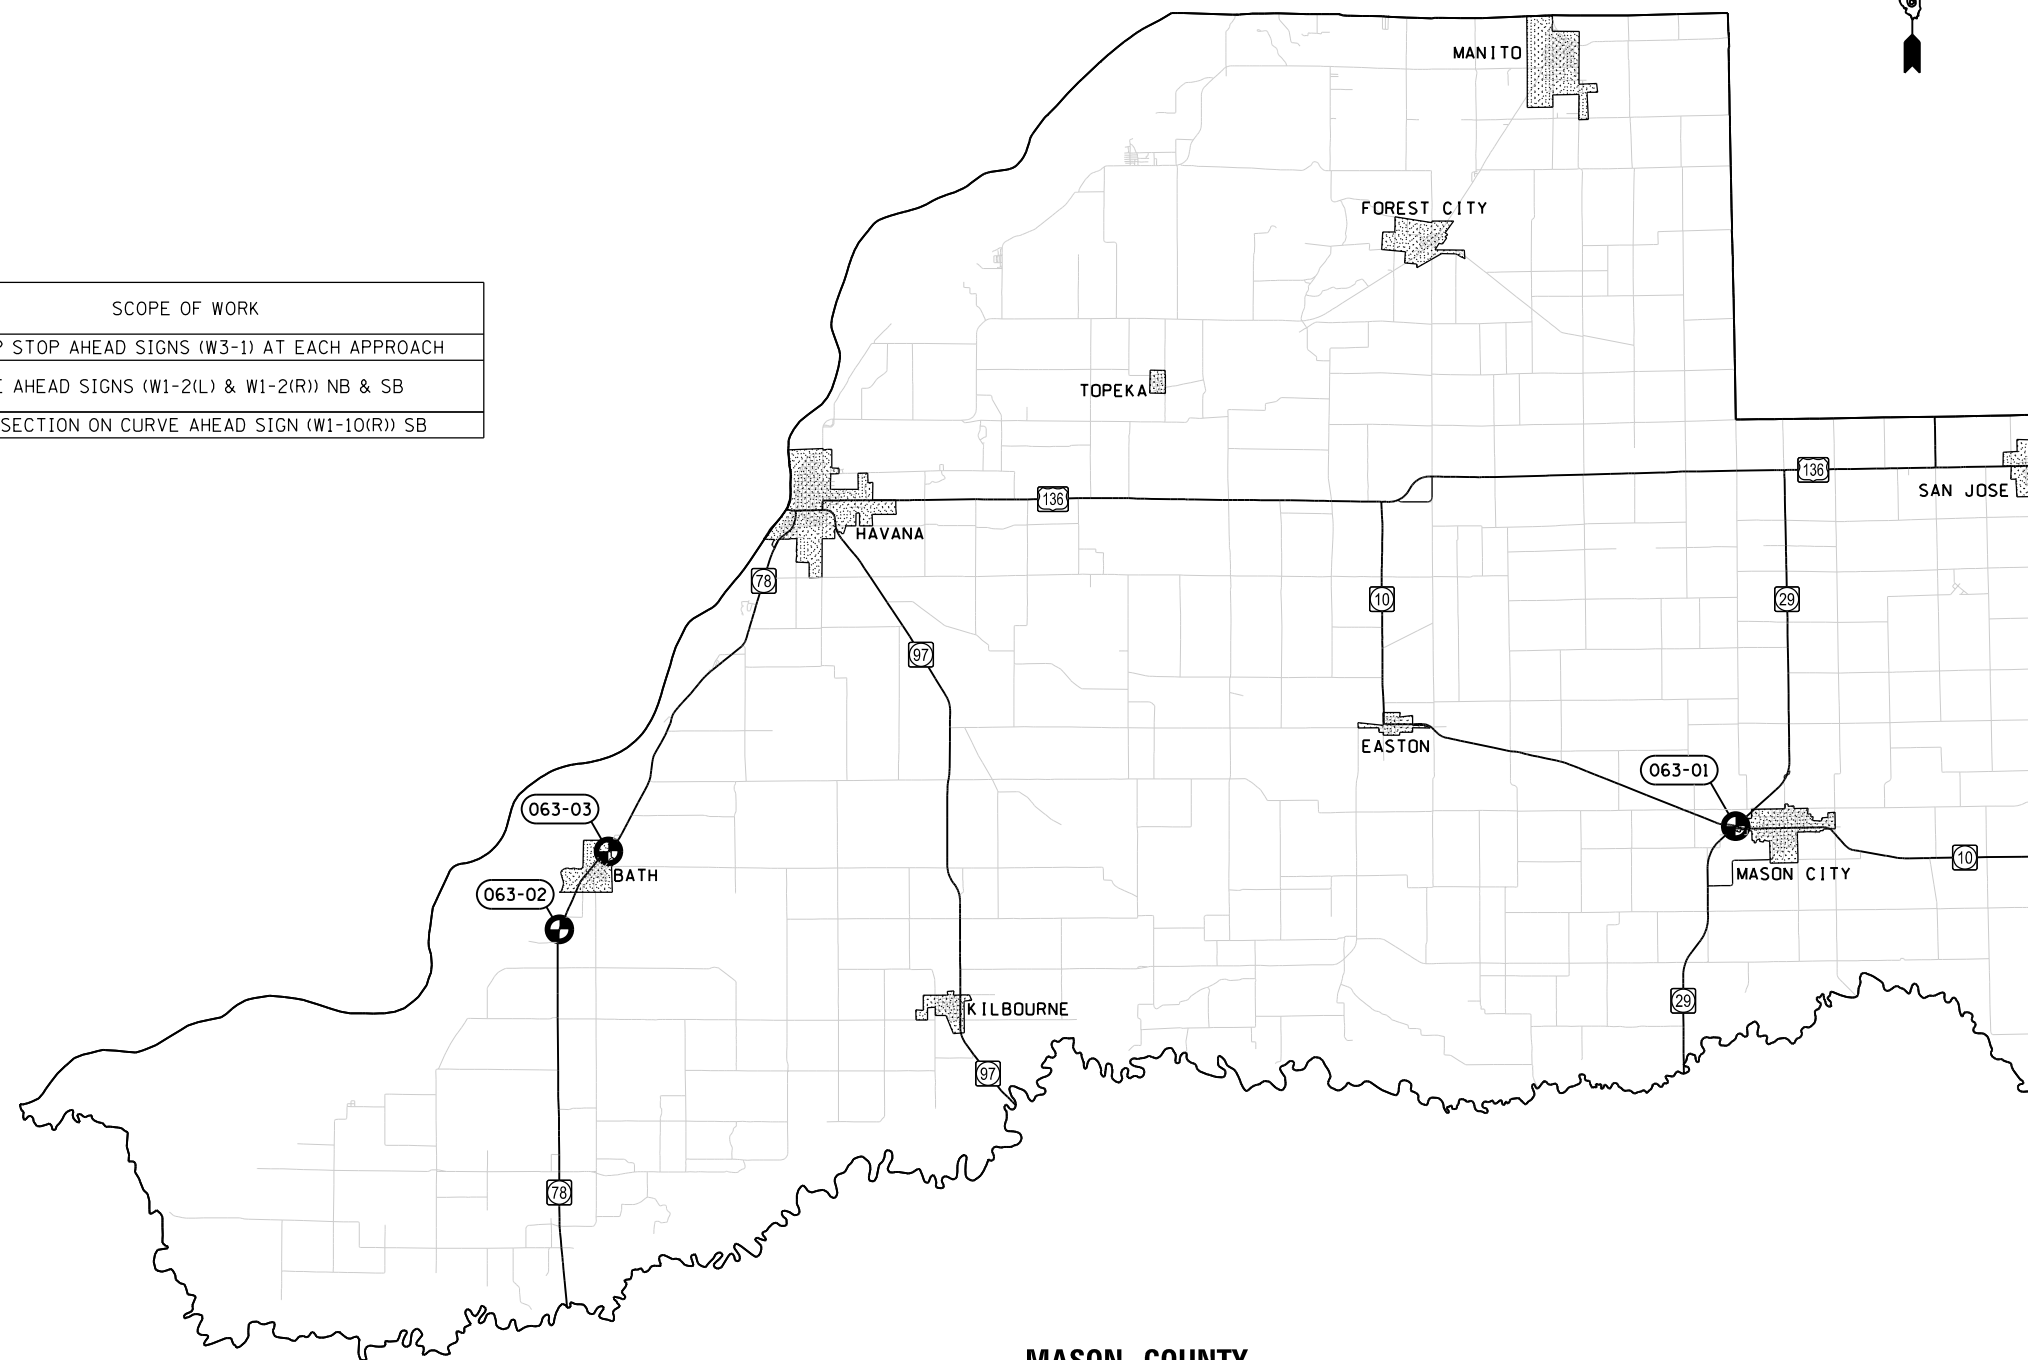 SCOPE OF WORK
STOP AHEAD SIGNS (W3-1) AT EACH APPROACH
AHEAD SIGNS (W1-2(L) & W1-2(R)) NB & SB
SECTION ON CURVE AHEAD SIGN (W1-10(R)) SB
MANITO
FOREST CITY
TOPEKA
136
136
SAN JOSE
HAVANA
78
10
29
97
EASTON
063-01
063-03
BATH
10
MASON CITY
063-02
29
KILBOURNE
97
78
MASON COUNTY